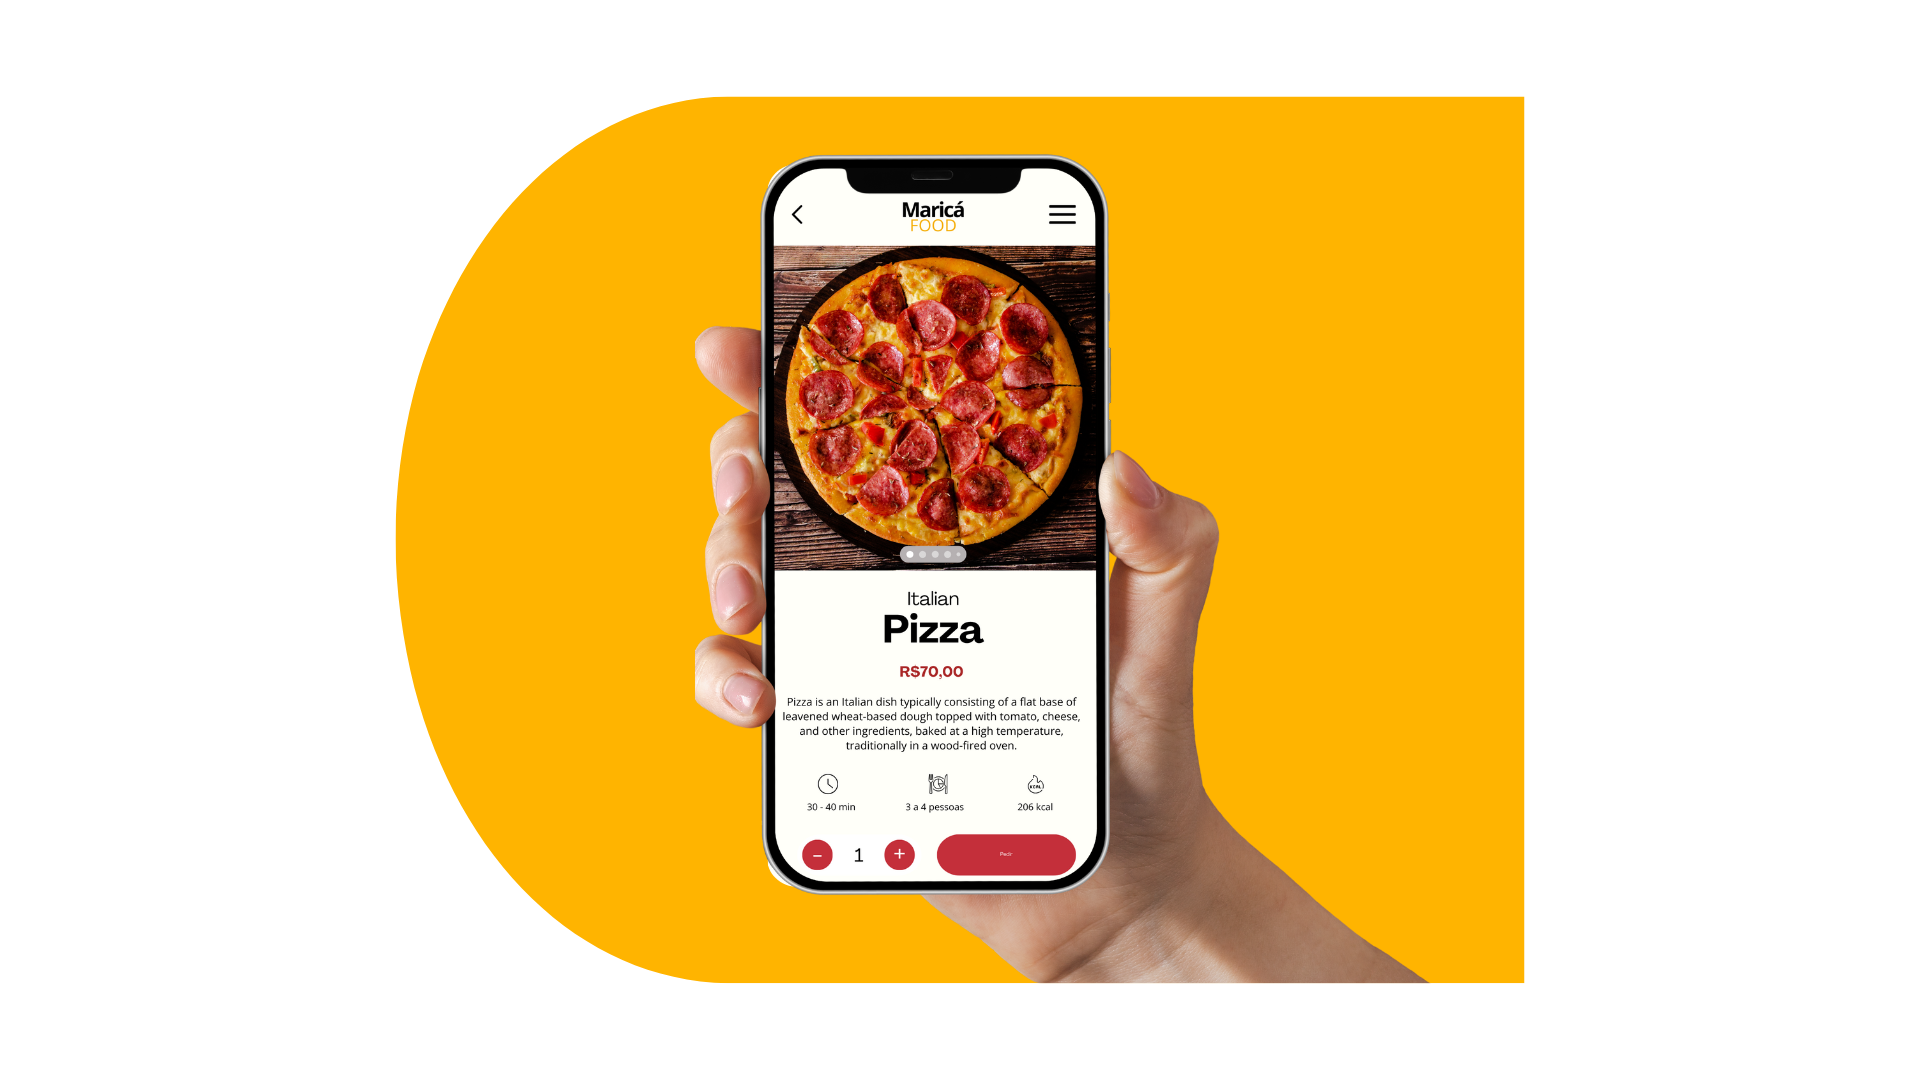 Maricá
FOOD
Italian
Pizza
R$70,00
Pizza is an Italian dish typically consisting of a flat base of
leavened wheat-based dough topped with tomato, cheese,
and other ingredients, baked at a high temperature,
traditionally in a wood-fired oven.
KCAL
30 - 40 min
3 a 4 pessoas
206 kcal
- 1 +
Pedir